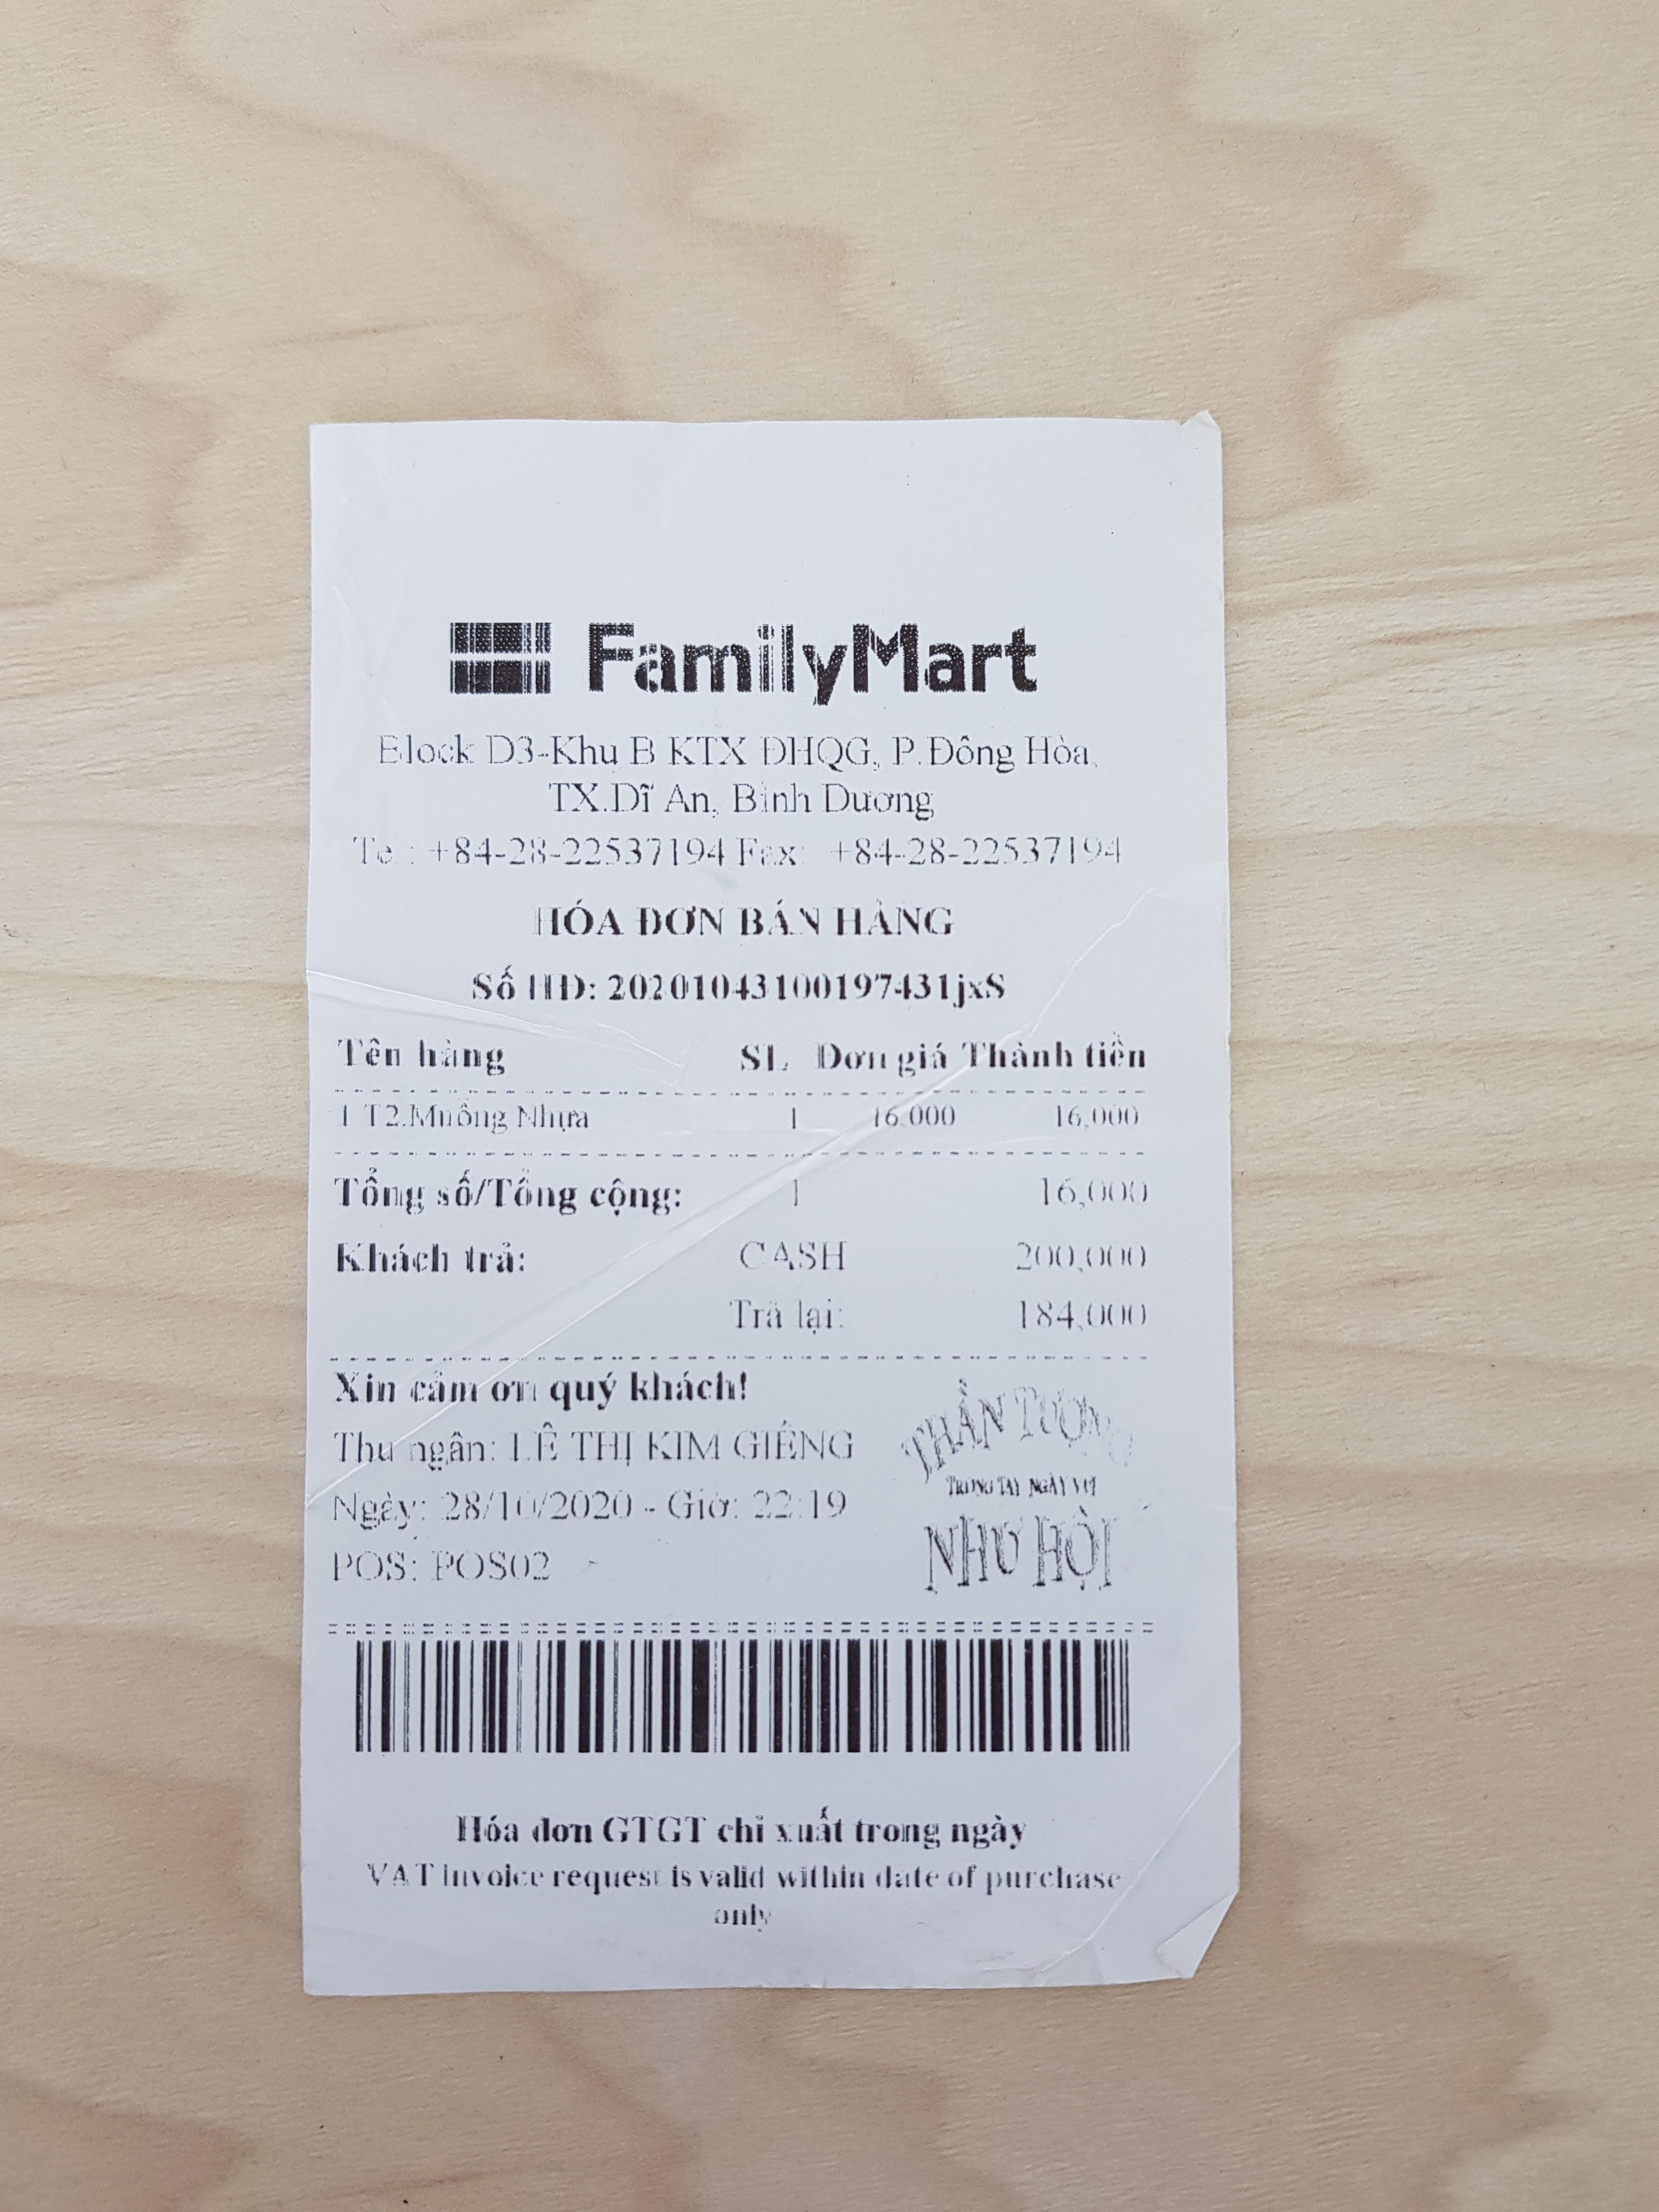 FamilyMart
Block D3-Khu B KTX ĐHQG, P.Đông Hòa,
TX.Dĩ An, Bình Dương
Tel: +84-28-22537194 Fax: +84-28-22537194
HÓA ĐƠN BÁN HÀNG
Số HĐ: 20201043100197431jxS
Tên hàng SL Đơn giá Thành tiền
1 T2.Muỗng Nhựa 1 16,000 16,000
Tổng số/Tổng cộng: 1 16,000
Khách trả: CASH 200,000
Trả lại: 184,000
Xin cảm ơn quý khách!
Thu ngân: LÊ THỊ KIM GIÊNG
Ngày: 28/10/2020 - Giờ: 22:19
POS: POS02
THẦN TƯỢNG
TRONG TAY NGÀY VUI
NHƯ HỘI
Hóa đơn GTGT chỉ xuất trong ngày
VAT invoice request is valid within date of purchase
only